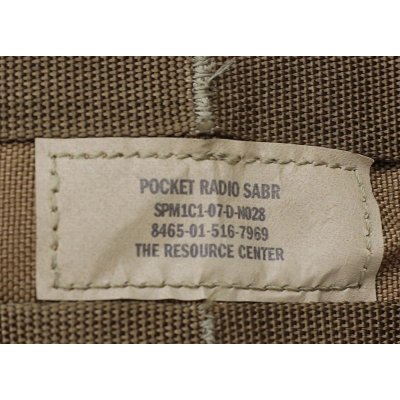 POCKET RADIO SABR
SPM1C1-07-D-N028
8465-01-516-7969
THE RESOURCE CENTER